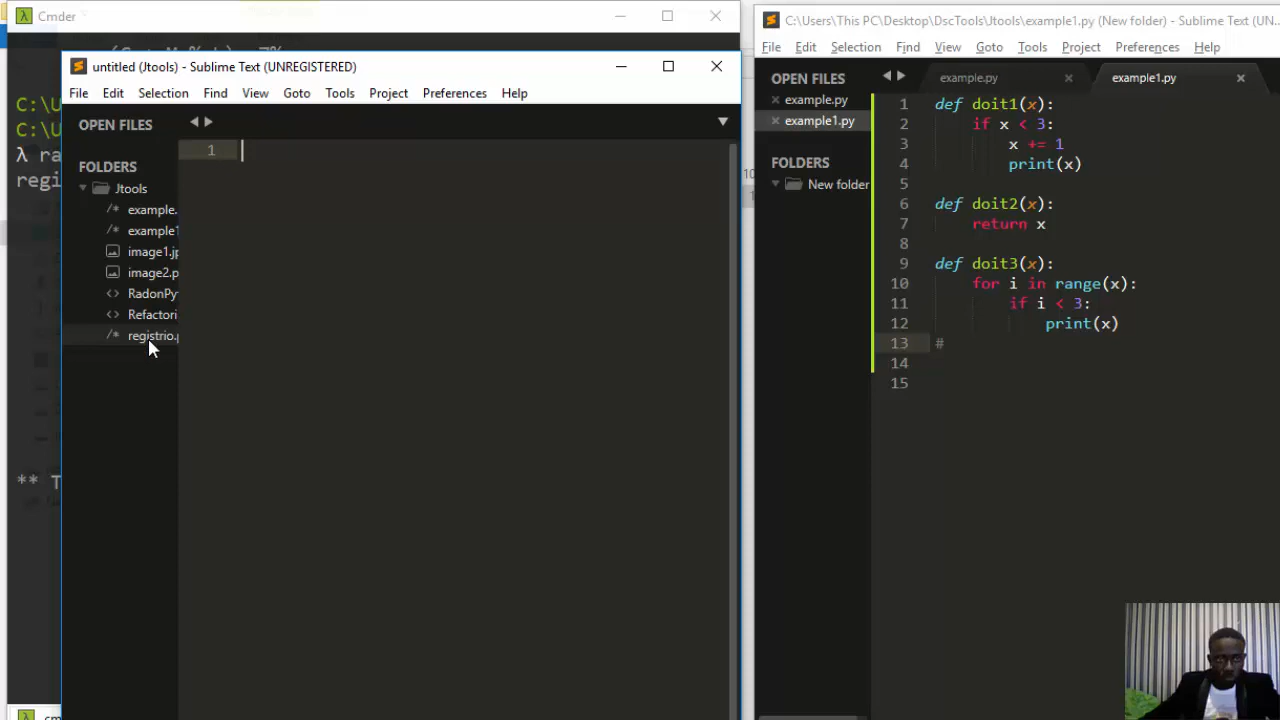 Cmder
untitled (Jtools) - Sublime Text (UNREGISTERED)
File Edit Selection Find View Goto Tools Project Preferences Help
OPEN FILES
FOLDERS
Jtools
/* example.
/* example1
image1.jp
image2.p
<> RadonPy
<> Refactori
/* registrio.p
1
C:\U
C:\U
λ ra
regi
** T
C:\Users\This PC\Desktop\DscTools\Jtools\example1.py (New folder) - Sublime Text (UN...
File Edit Selection Find View Goto Tools Project Preferences Help
OPEN FILES
example.py
example1.py
FOLDERS
New folder
example.py
example1.py
1 def doit1(x):
2 if x < 3:
3 x += 1
4 print(x)
5
6 def doit2(x):
7 return x
8
9 def doit3(x):
10 for i in range(x):
11 if i < 3:
12 print(x)
13 #
14
15